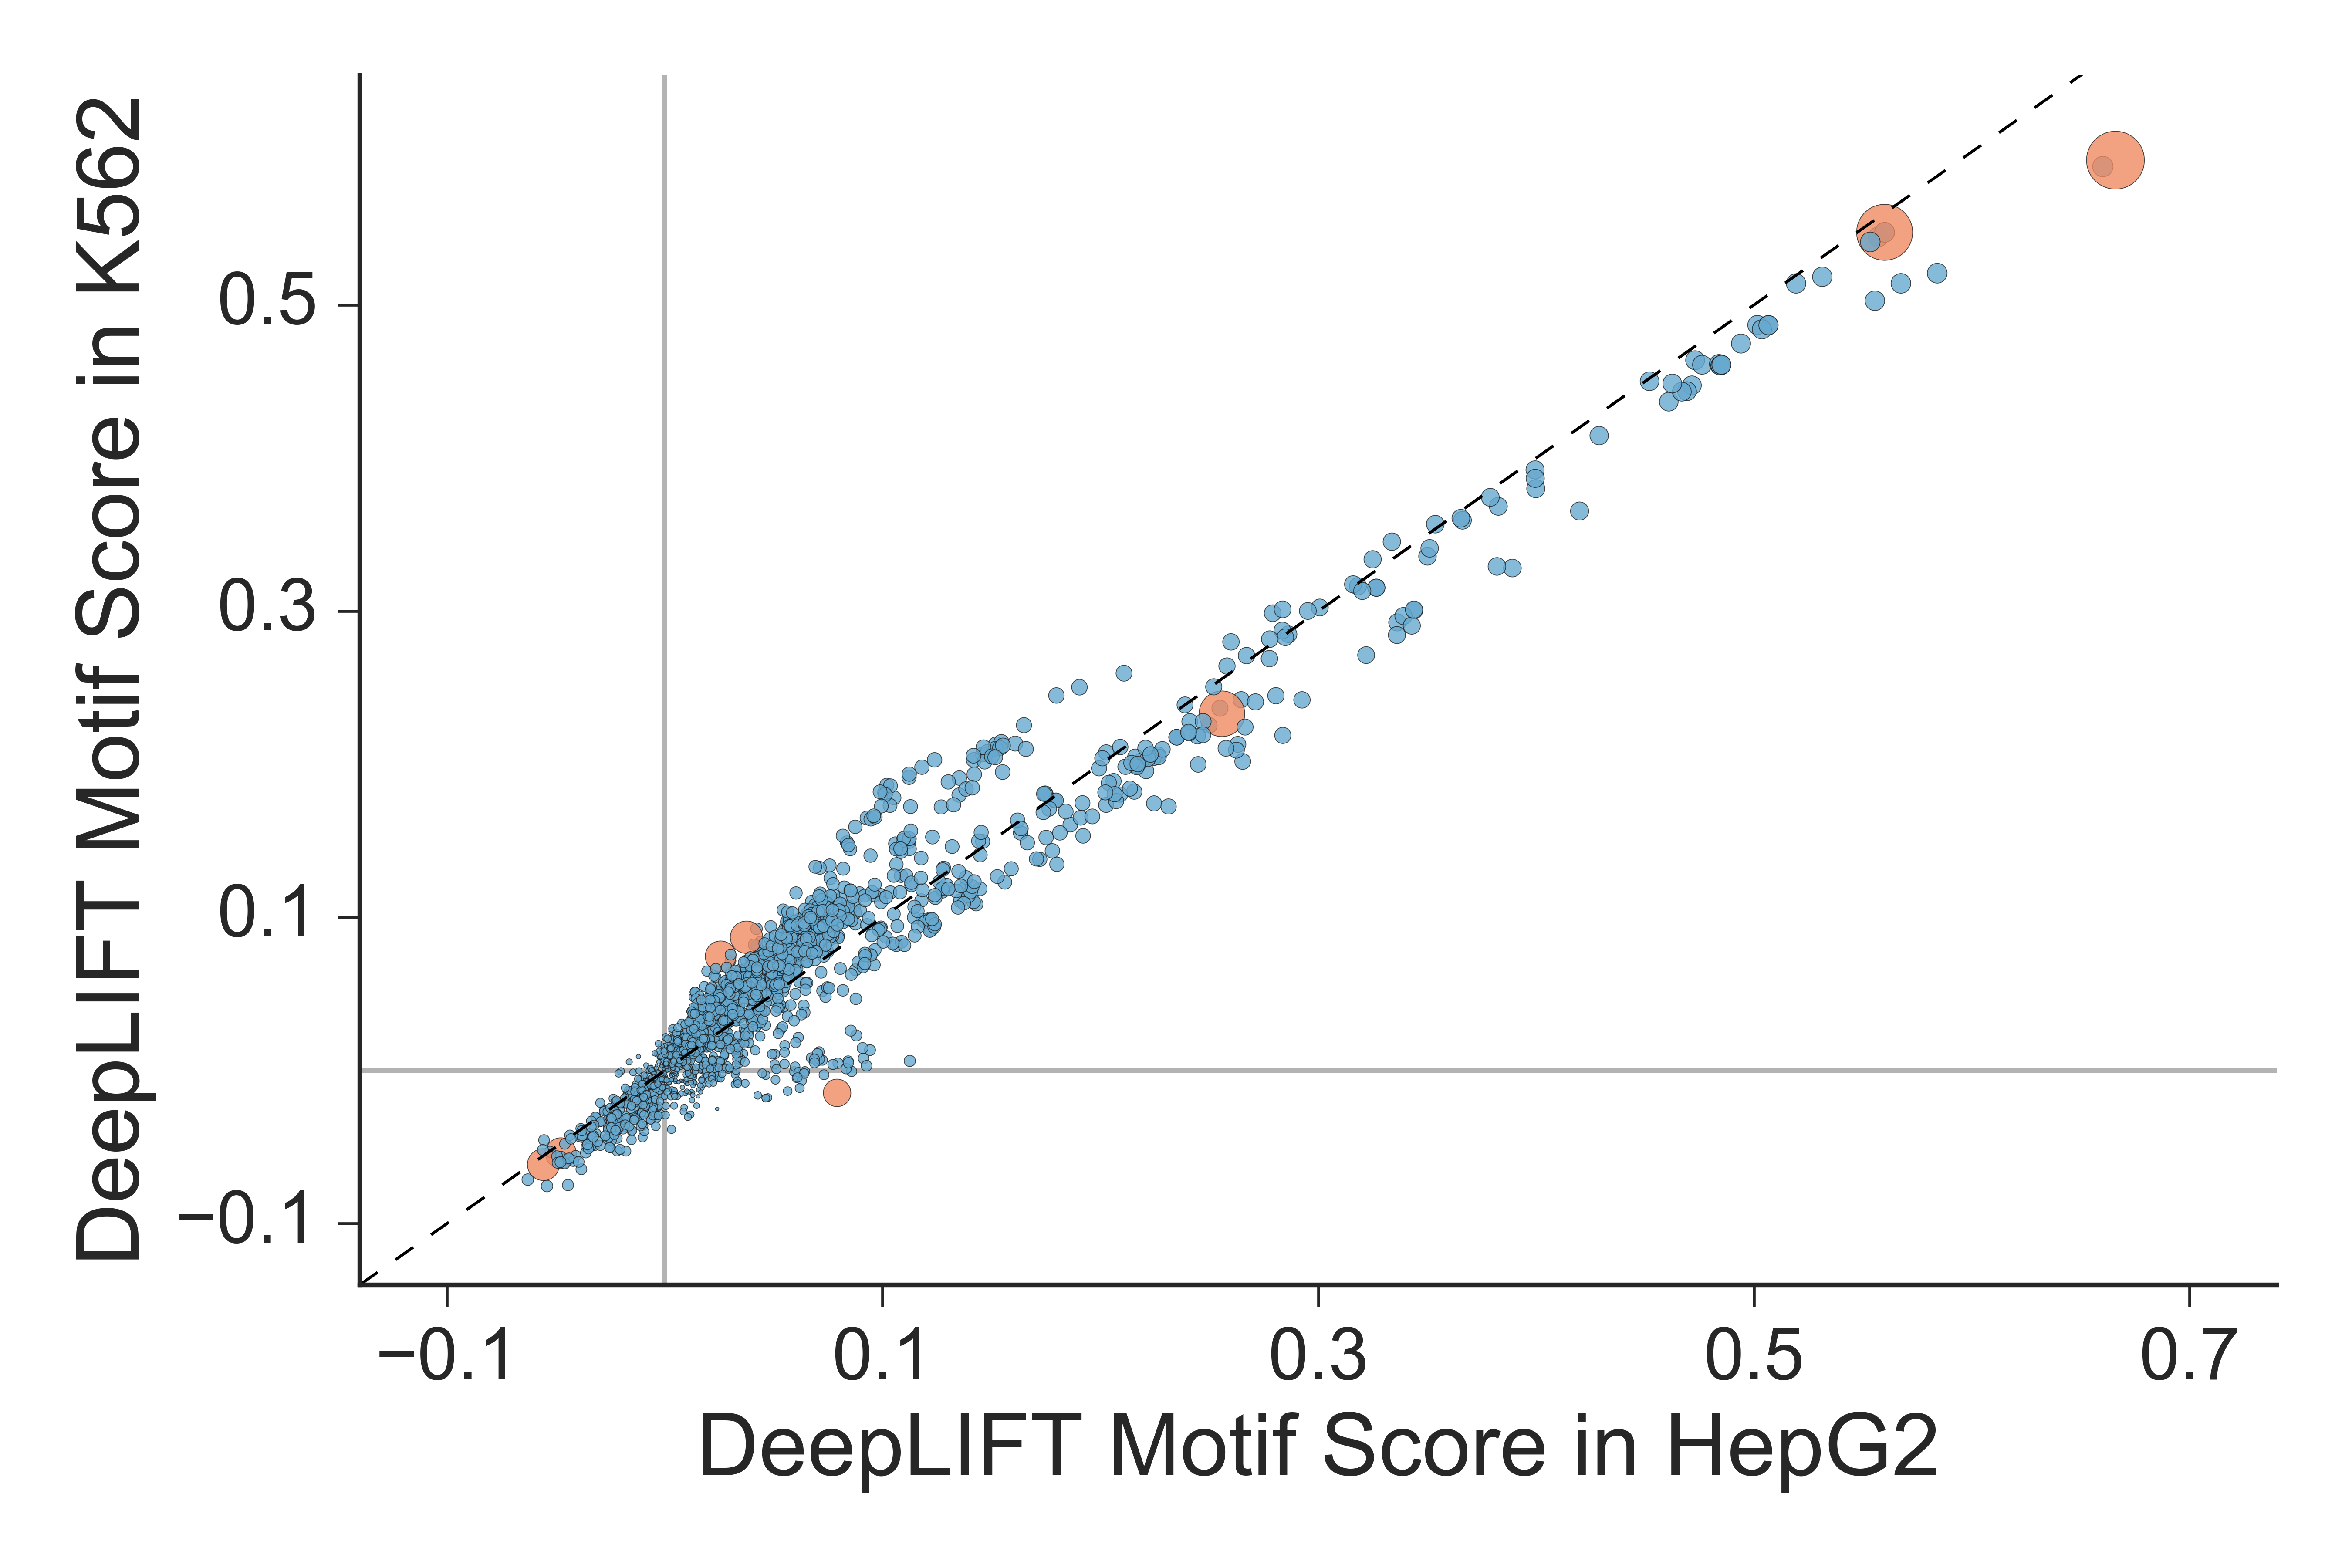 DeepLIFT Motif Score in K562
0.5
0.3
0.1
−0.1
−0.1 0.1 0.3 0.5 0.7
DeepLIFT Motif Score in HepG2